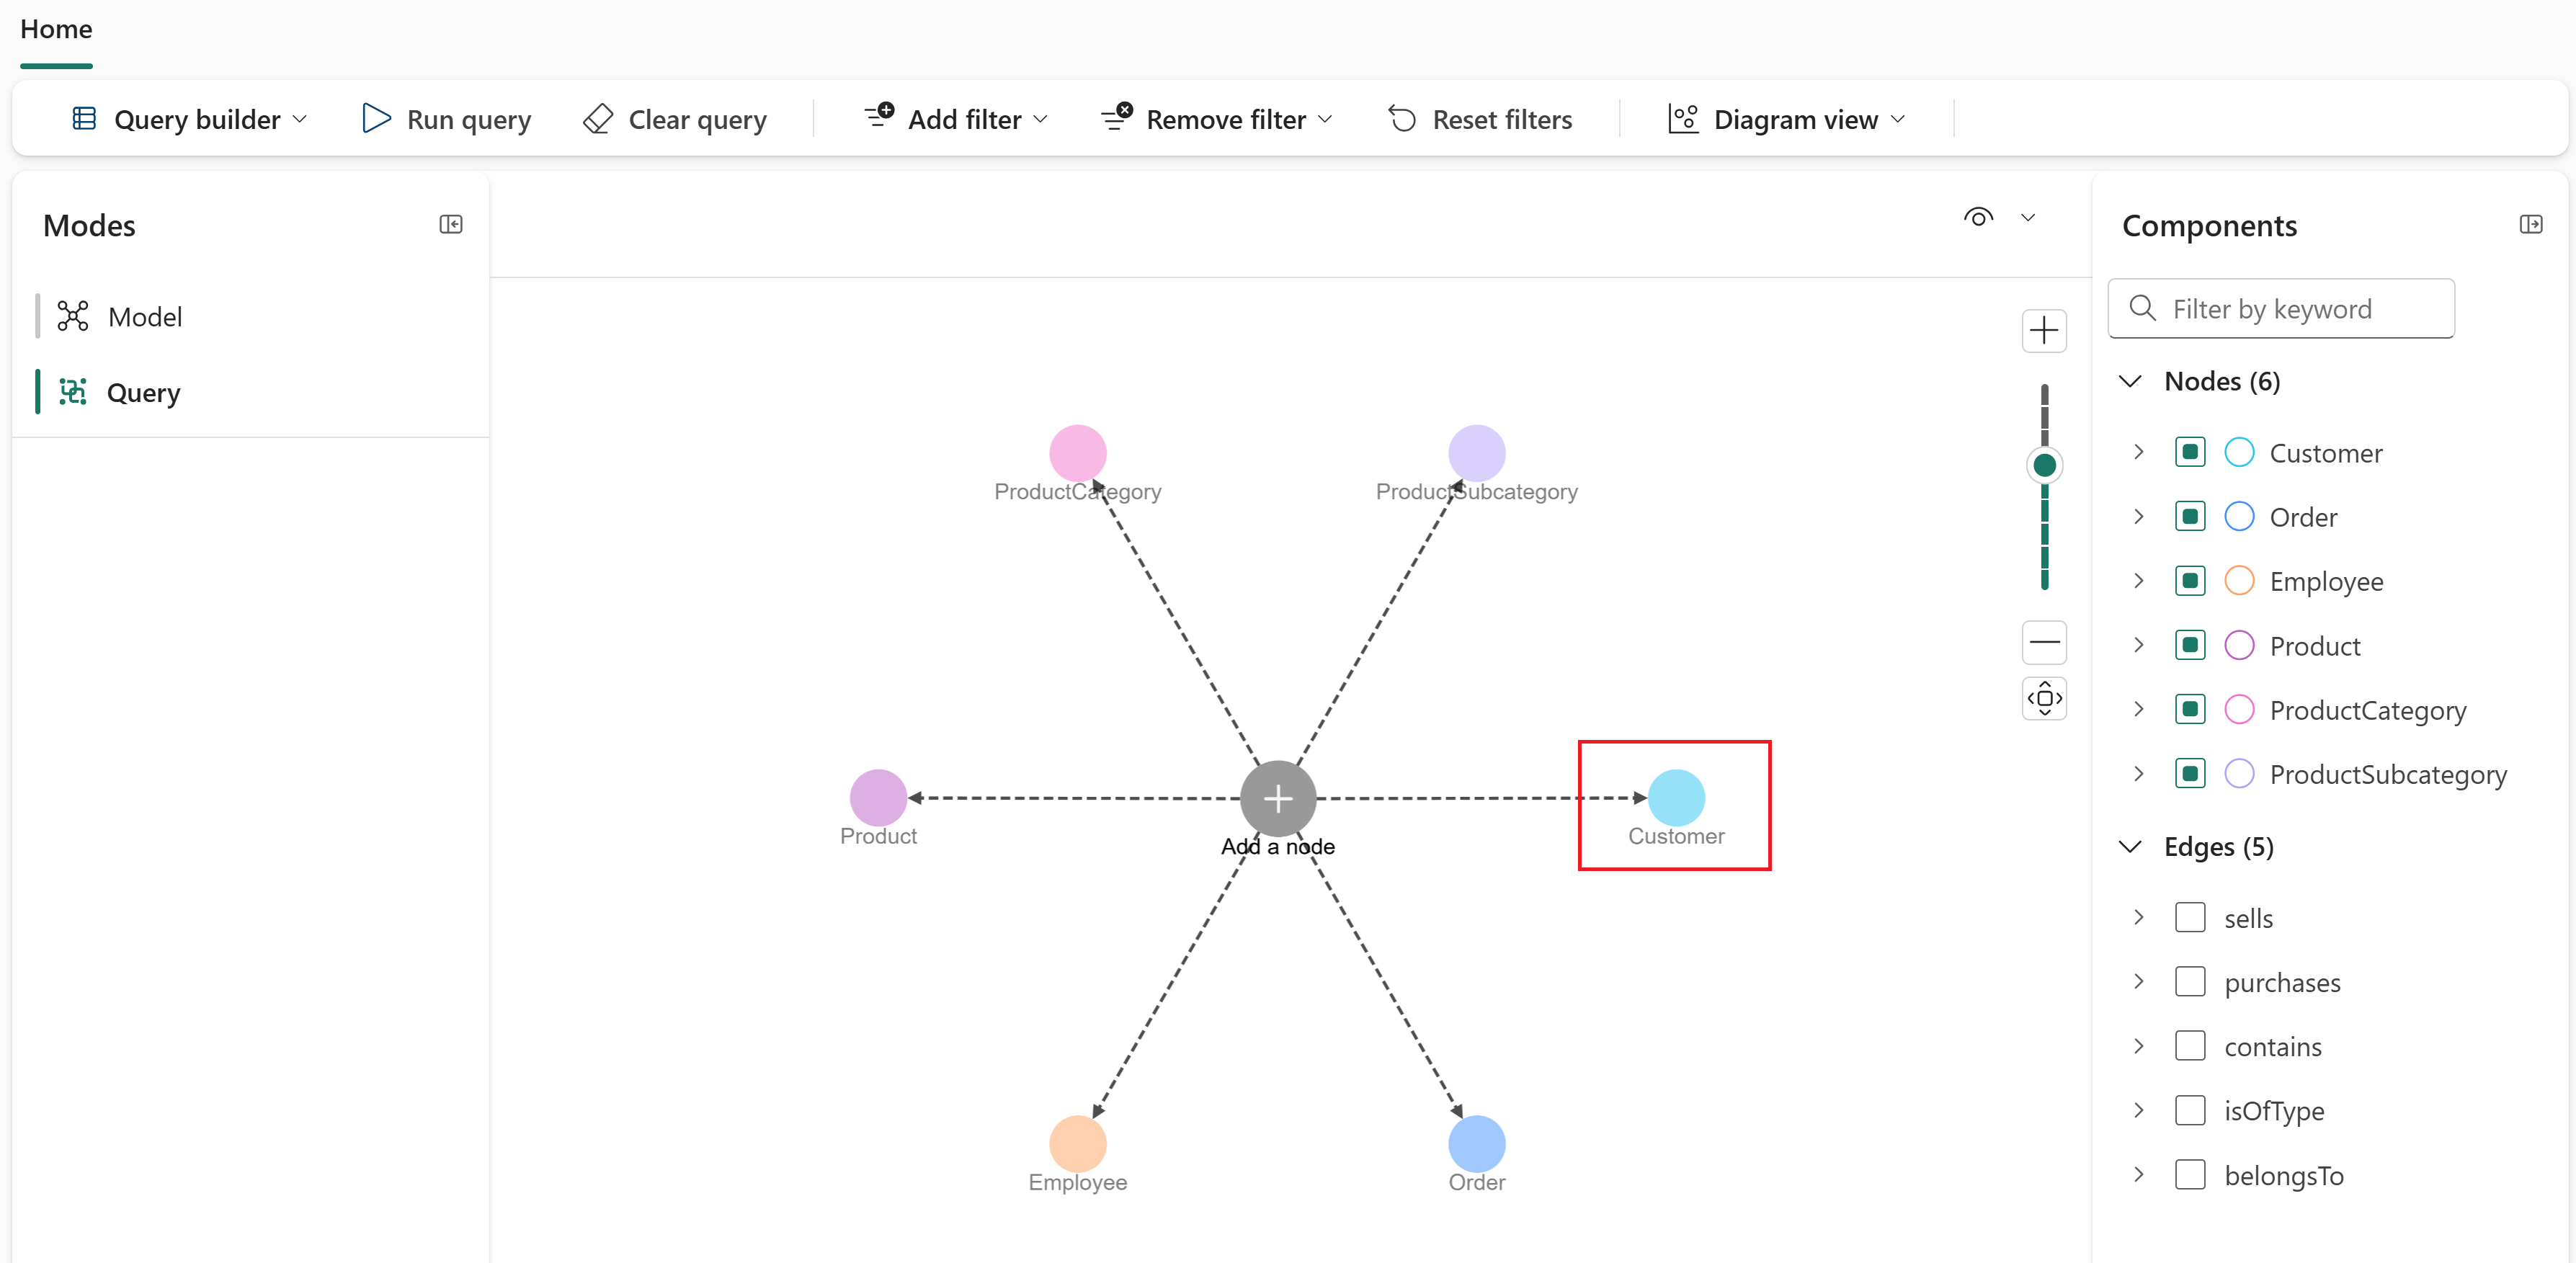 Home
Query builder
Run query
Clear query
Add filter
Remove filter
Reset filters
Diagram view
Modes
Model
Query
ProductCategory
ProductSubcategory
Product
Add a node
Customer
Employee
Order
Components
Filter by keyword
Nodes (6)
Customer
Order
Employee
Product
ProductCategory
ProductSubcategory
Edges (5)
sells
purchases
contains
isOfType
belongsTo